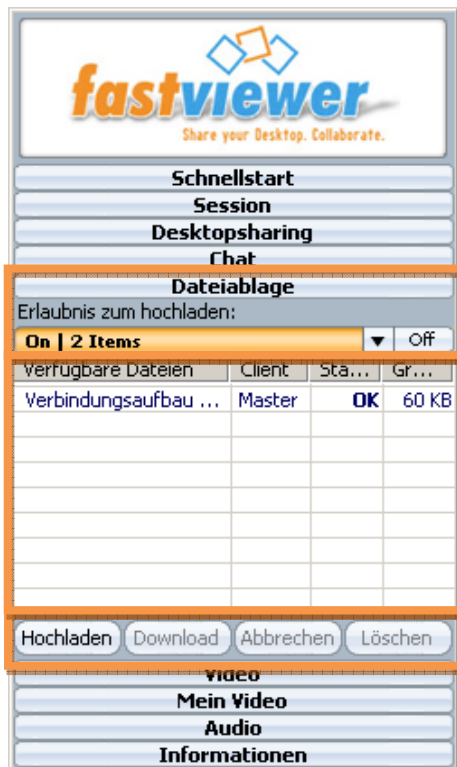 fastviewer
Share your Desktop. Collaborate.
Schnellstart
Session
Desktopsharing
Chat
Dateiablage
Erlaubnis zum hochladen:
On | 2 Items Off
Verfügbare Dateien Client Sta... Gr...
Verbindungsaufbau ... Master OK 60 KB
Hochladen Download Abbrechen Löschen
Video
Mein Video
Audio
Informationen